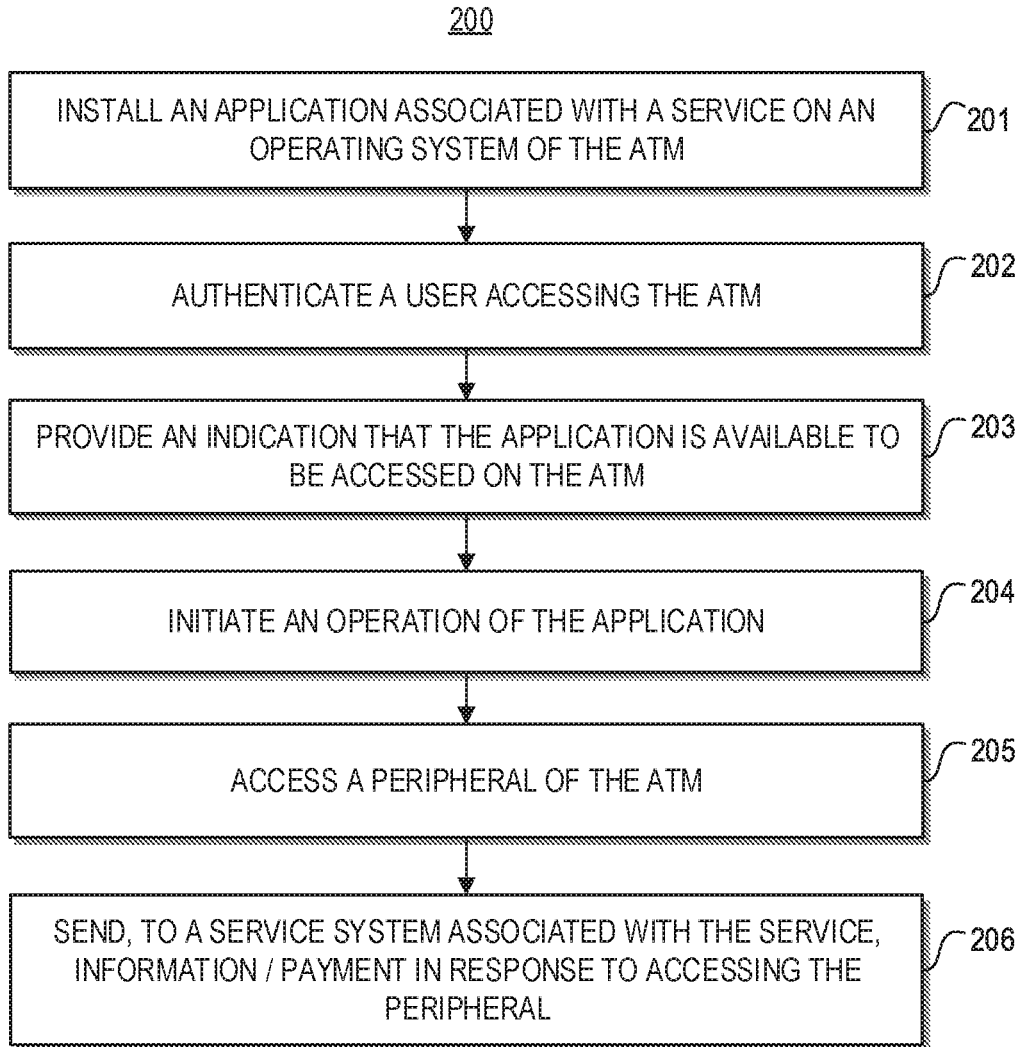 200
INSTALL AN APPLICATION ASSOCIATED WITH A SERVICE ON AN
OPERATING SYSTEM OF THE ATM
201
AUTHENTICATE A USER ACCESSING THE ATM
202
PROVIDE AN INDICATION THAT THE APPLICATION IS AVAILABLE TO
BE ACCESSED ON THE ATM
203
INITIATE AN OPERATION OF THE APPLICATION
204
ACCESS A PERIPHERAL OF THE ATM
205
SEND, TO A SERVICE SYSTEM ASSOCIATED WITH THE SERVICE,
INFORMATION / PAYMENT IN RESPONSE TO ACCESSING THE
PERIPHERAL
206